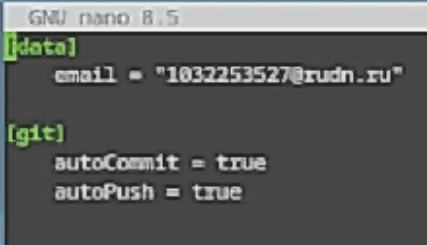 GNU nano 8.5
[data]
email = "1032253527@rudn.ru"
[git]
autoCommit = true
autoPush = true